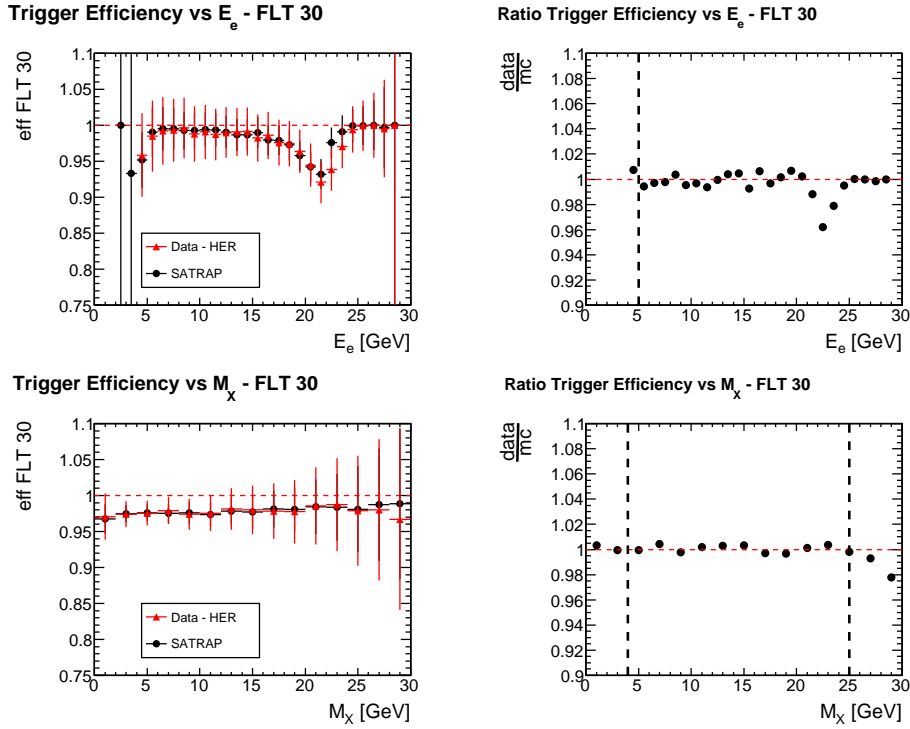 Trigger Efficiency vs E_e - FLT 30
eff FLT 30
1.1
1.05
1
0.95
0.9
0.85
0.8
0.75
Data - HER
SATRAP
0 5 10 15 20 25 30
E_e [GeV]
Ratio Trigger Efficiency vs E_e - FLT 30
data
mc
1.1
1.08
1.06
1.04
1.02
1
0.98
0.96
0.94
0.92
0.9
0 5 10 15 20 25 30
E_e [GeV]
Trigger Efficiency vs M_X - FLT 30
eff FLT 30
1.1
1.05
1
0.95
0.9
0.85
0.8
0.75
Data - HER
SATRAP
0 5 10 15 20 25 30
M_X [GeV]
Ratio Trigger Efficiency vs M_X - FLT 30
data
mc
1.1
1.08
1.06
1.04
1.02
1
0.98
0.96
0.94
0.92
0.9
0 5 10 15 20 25 30
M_X [GeV]